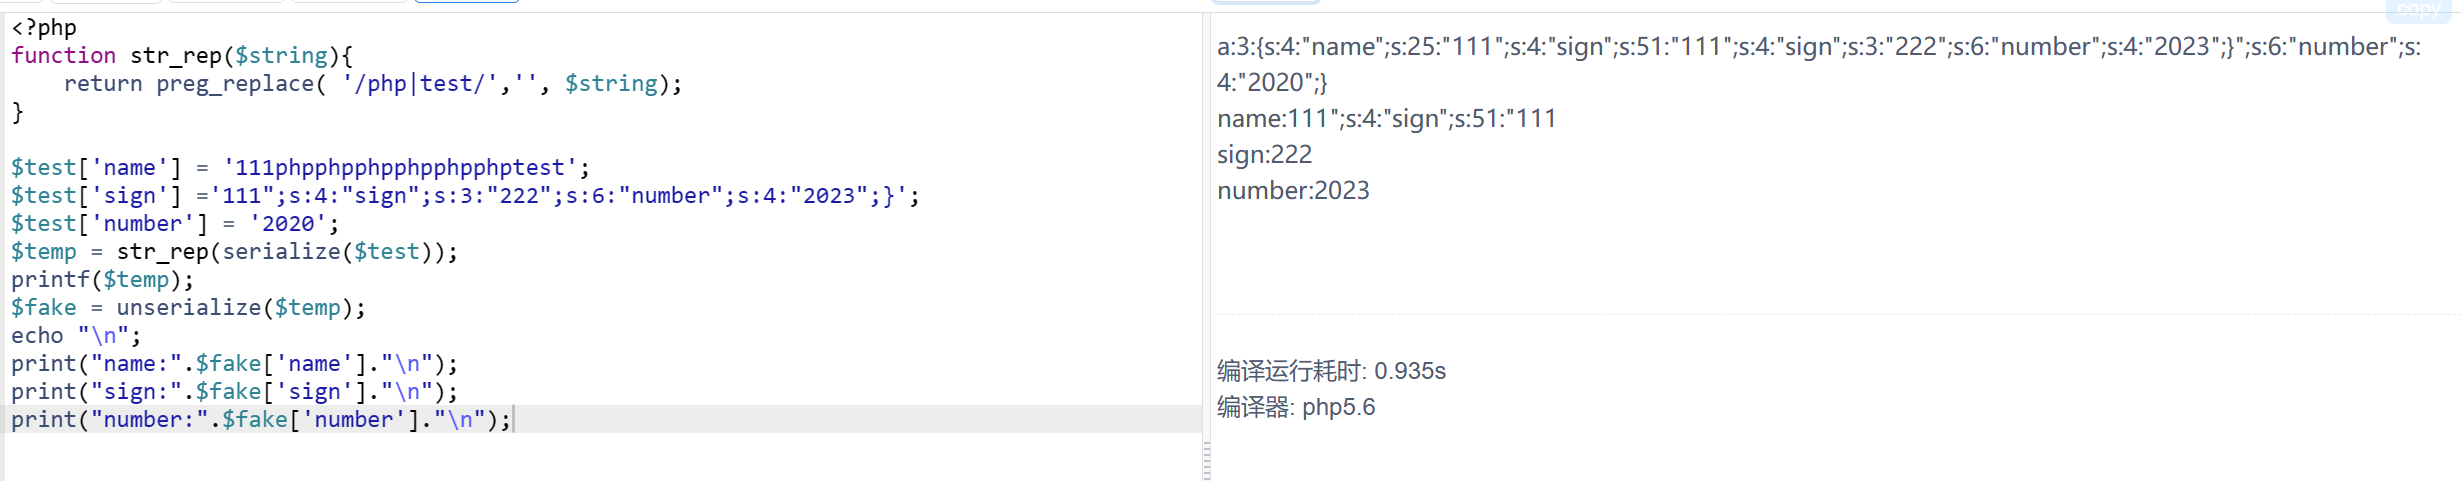 <?php
function str_rep($string){
    return preg_replace( '/php|test/','', $string);
}
$test['name'] = '111phpphpphpphpphpphptest';
$test['sign'] ='111";s:4:"sign";s:3:"222";s:6:"number";s:4:"2023";}';
$test['number'] = '2020';
$temp = str_rep(serialize($test));
printf($temp);
$fake = unserialize($temp);
echo "\n";
print("name:".$fake['name']."\n");
print("sign:".$fake['sign']."\n");
print("number:".$fake['number']."\n");
copy
a:3:{s:4:"name";s:25:"111";s:4:"sign";s:51:"111";s:4:"sign";s:3:"222";s:6:"number";s:4:"2023";}";s:6:"number";s:
4:"2020";}
name:111";s:4:"sign";s:51:"111
sign:222
number:2023
编译运行耗时: 0.935s
编译器: php5.6